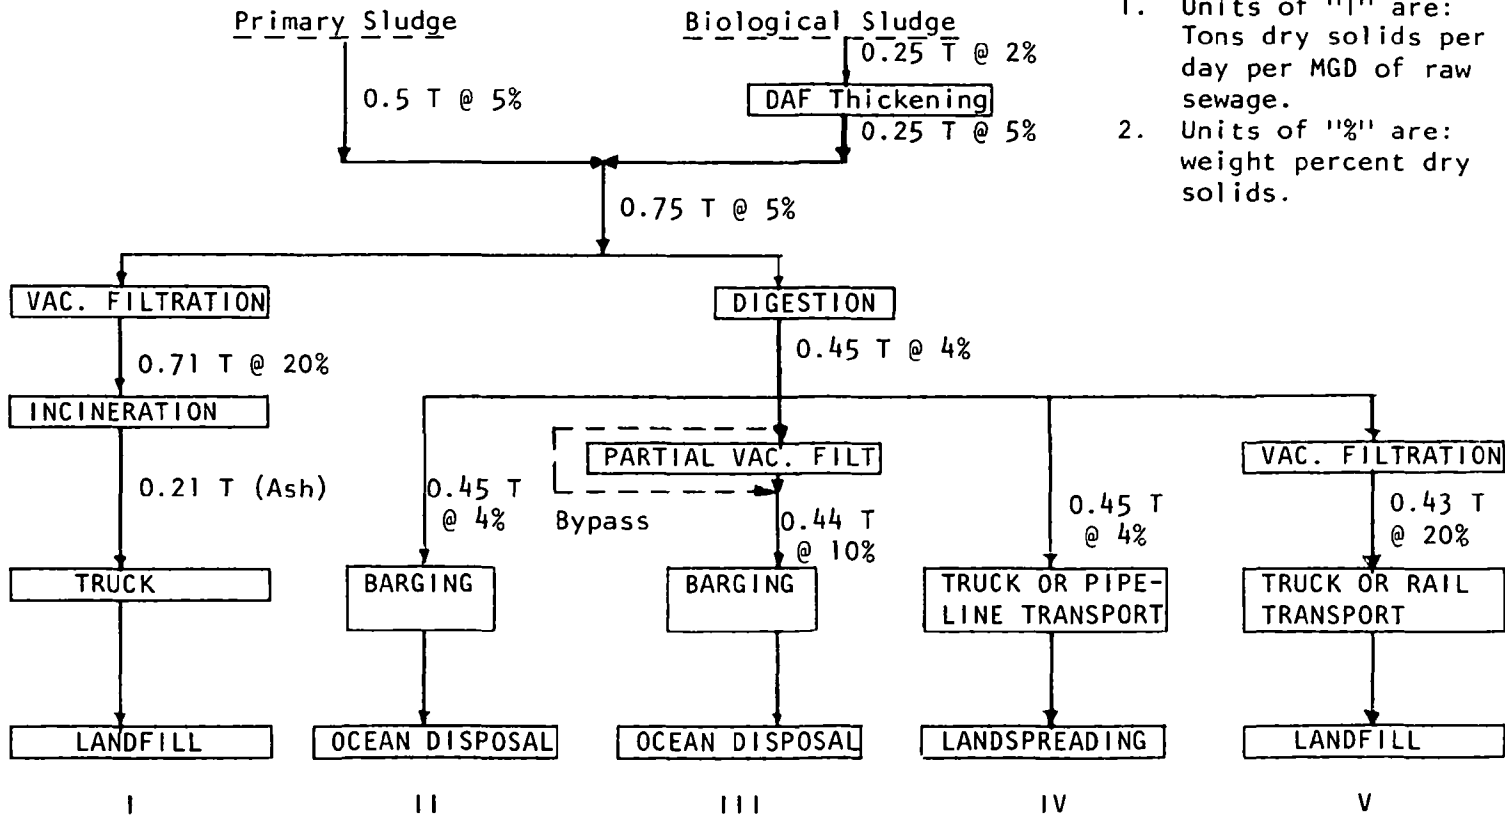 Primary Sludge
Biological Sludge
0.5 T @ 5%
0.25 T @ 2%
DAF Thickening
0.25 T @ 5%
0.75 T @ 5%
1. Units of "T" are:
Tons dry solids per
day per MGD of raw
sewage.
2. Units of "%" are:
weight percent dry
solids.
VAC. FILTRATION
DIGESTION
0.71 T @ 20%
0.45 T @ 4%
INCINERATION
0.21 T (Ash)
0.45 T
@ 4%
PARTIAL VAC. FILT
Bypass
0.44 T
@ 10%
0.45 T
@ 4%
VAC. FILTRATION
0.43 T
@ 20%
TRUCK
BARGING
BARGING
TRUCK OR PIPE-
LINE TRANSPORT
TRUCK OR RAIL
TRANSPORT
LANDFILL
OCEAN DISPOSAL
OCEAN DISPOSAL
LANDSPREADING
LANDFILL
I
II
III
IV
V